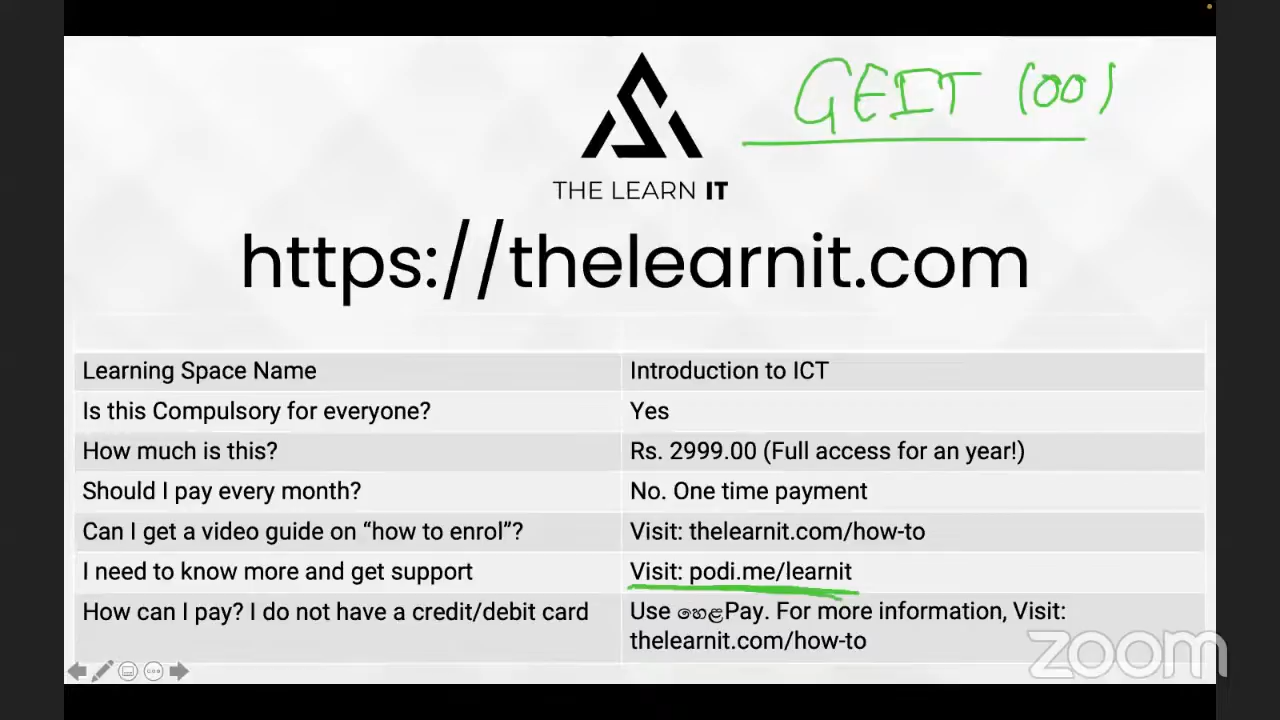 GEIT (00)
THE LEARN IT
https://thelearnit.com
Learning Space Name Introduction to ICT
Is this Compulsory for everyone? Yes
How much is this? Rs. 2999.00 (Full access for an year!)
Should I pay every month? No. One time payment
Can I get a video guide on “how to enrol”? Visit: thelearnit.com/how-to
I need to know more and get support Visit: podi.me/learnit
How can I pay? I do not have a credit/debit card Use හෙළPay. For more information, Visit:
thelearnit.com/how-to
zoom